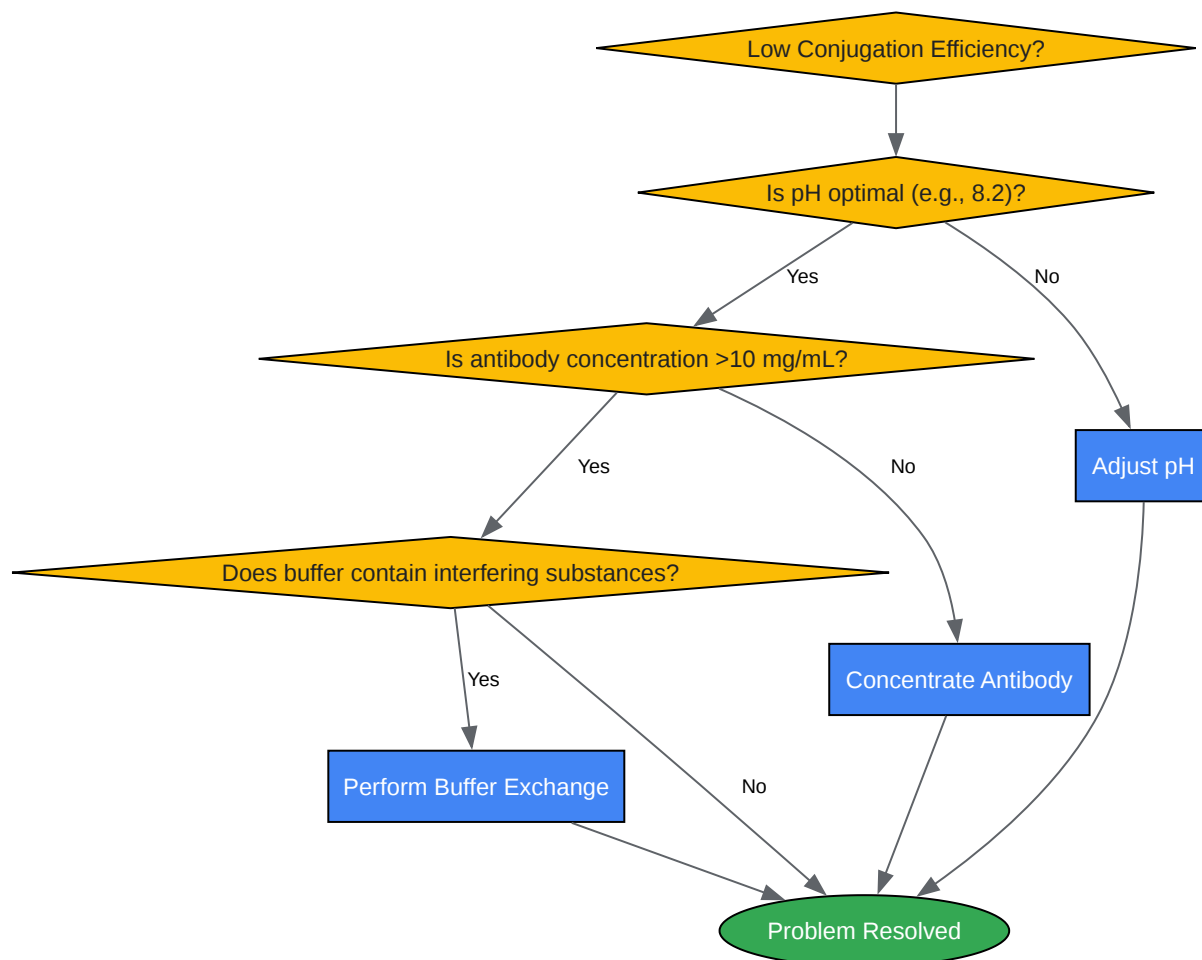 Low Conjugation Efficiency?
Is pH optimal (e.g., 8.2)?
Yes
No
Is antibody concentration >10 mg/mL?
Yes
No
Adjust pH
Does buffer contain interfering substances?
Yes
Concentrate Antibody
Perform Buffer Exchange
No
Problem Resolved